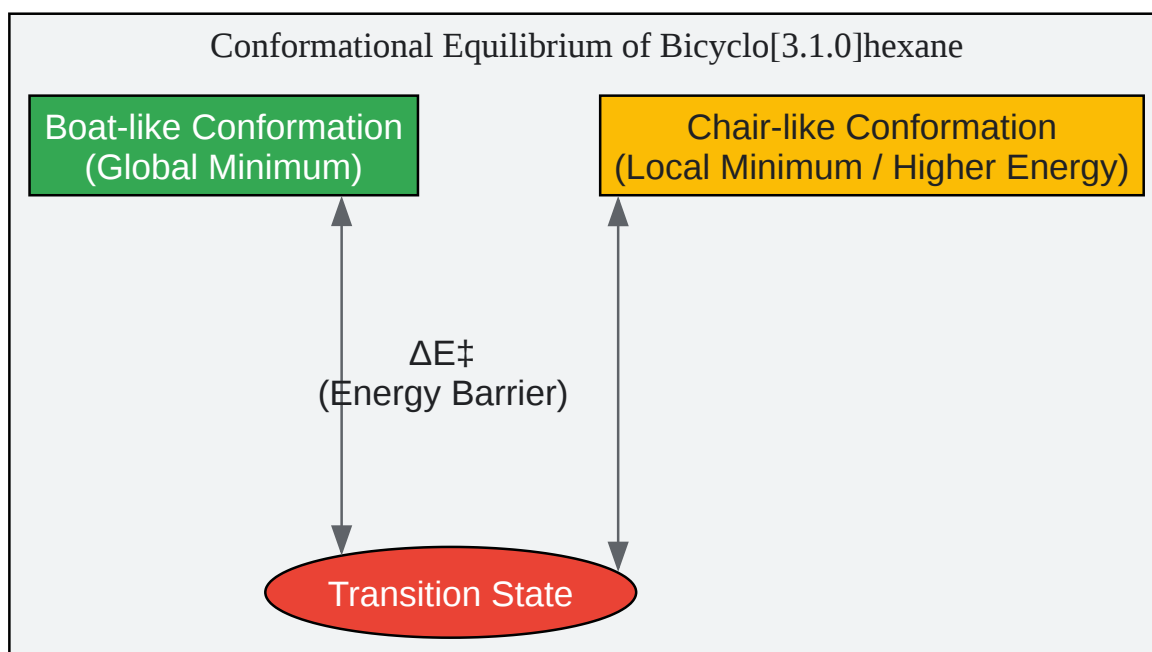 Conformational Equilibrium of Bicyclo[3.1.0]hexane
Boat-like Conformation
(Global Minimum)
Chair-like Conformation
(Local Minimum / Higher Energy)
ΔE‡
(Energy Barrier)
Transition State